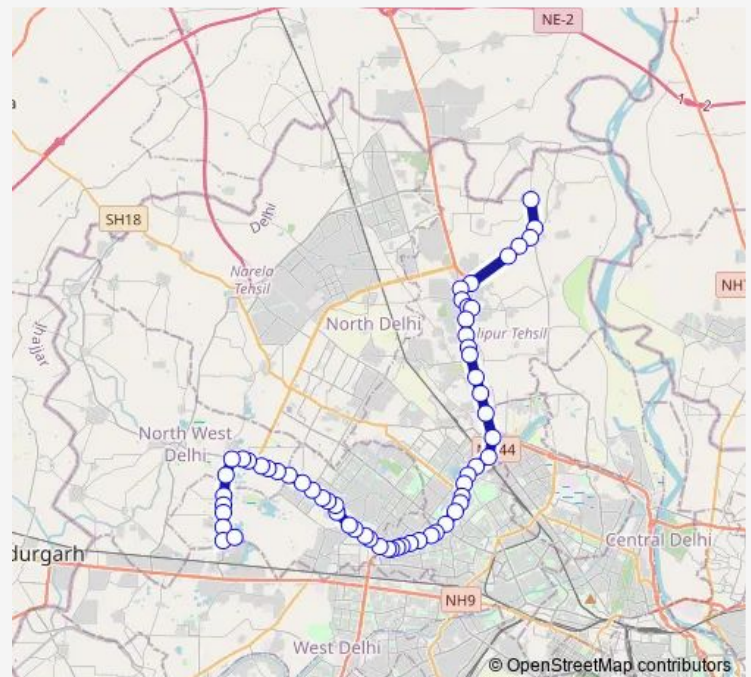 NE-2
1
2
SH18
Delhi
Narela
Tehsil
NH
Jhajjar
North Delhi
lipur Tehsil
North West
Delhi
44
durgarh
Central Delhi
NH9
West Delhi
© OpenStreetMap contributors